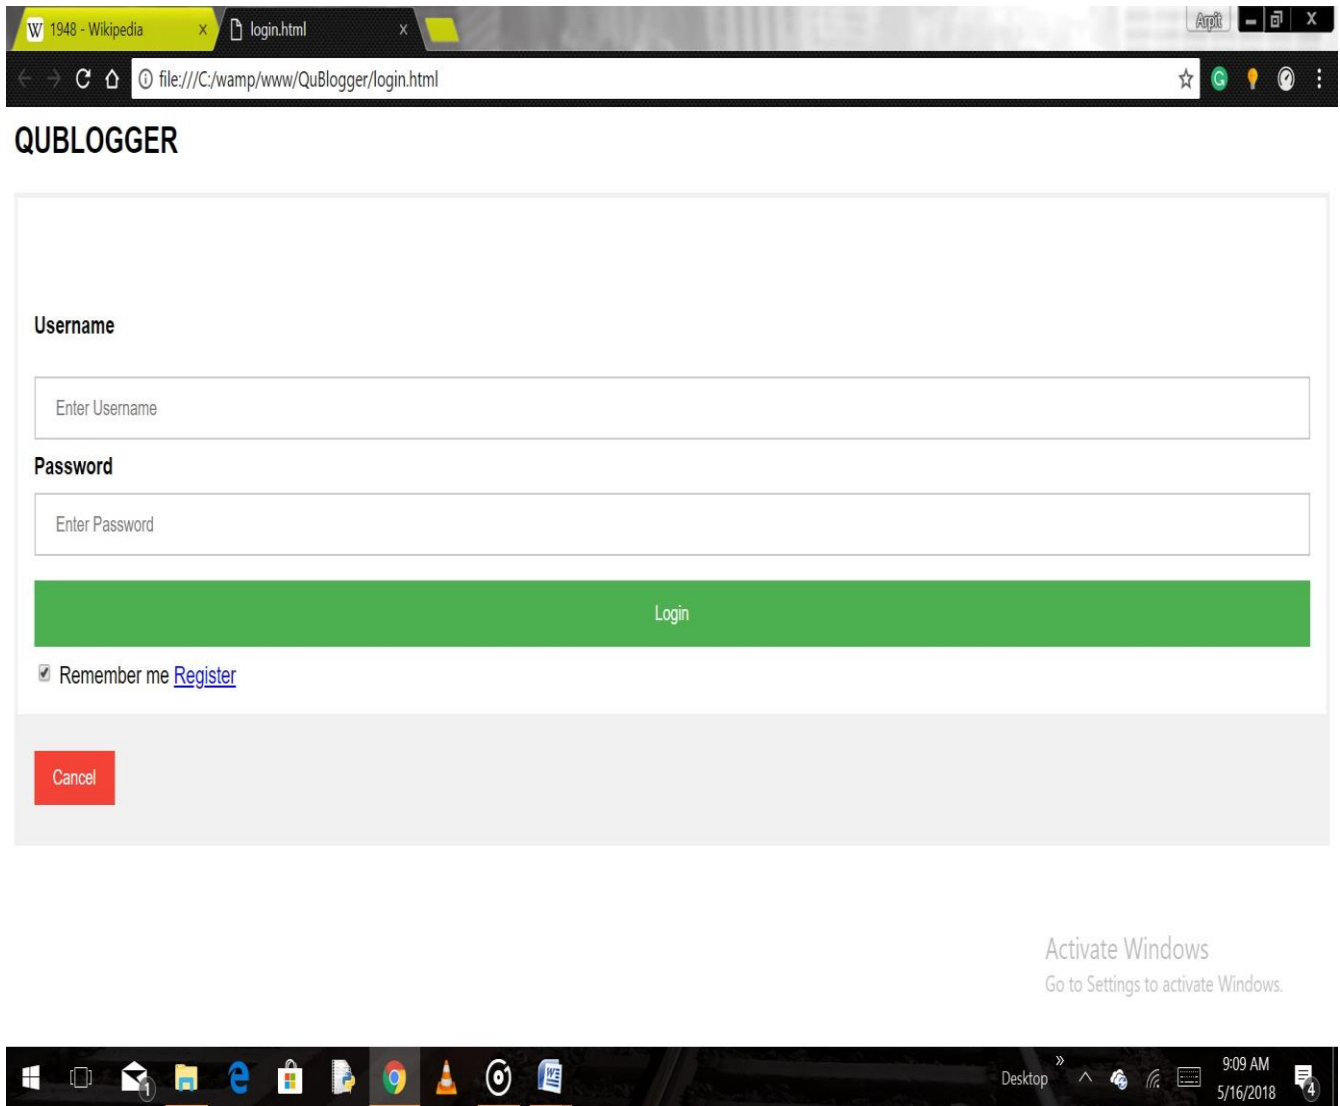 W 1948 - Wikipedia x login.html x Arpit X
file:///C:/wamp/www/QuBlogger/login.html G
QUBLOGGER
Username
Enter Username
Password
Enter Password
Login
Remember me Register
Cancel
Activate Windows
Go to Settings to activate Windows.
1 e W Desktop » 9:09 AM
5/16/2018 4